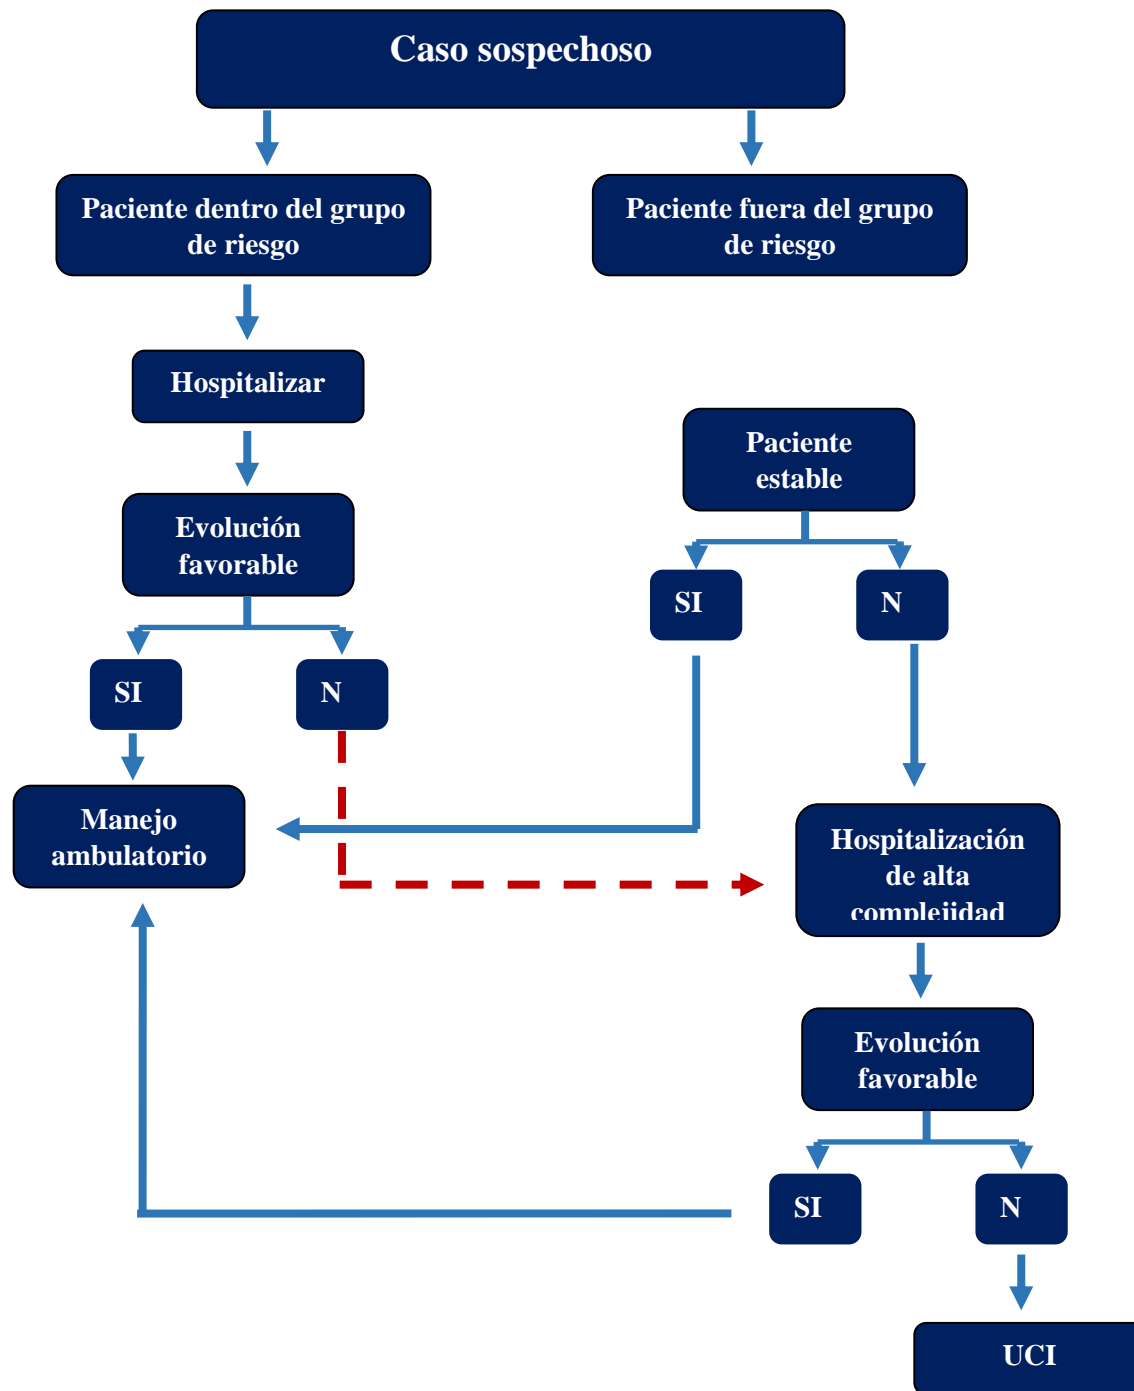 Caso sospechoso
Paciente dentro del grupo
de riesgo
Paciente fuera del grupo
de riesgo
Hospitalizar
Paciente
estable
Evolución
favorable
SI
N
SI
N
Manejo
ambulatorio
Hospitalización
de alta
complejidad
Evolución
favorable
SI
N
UCI